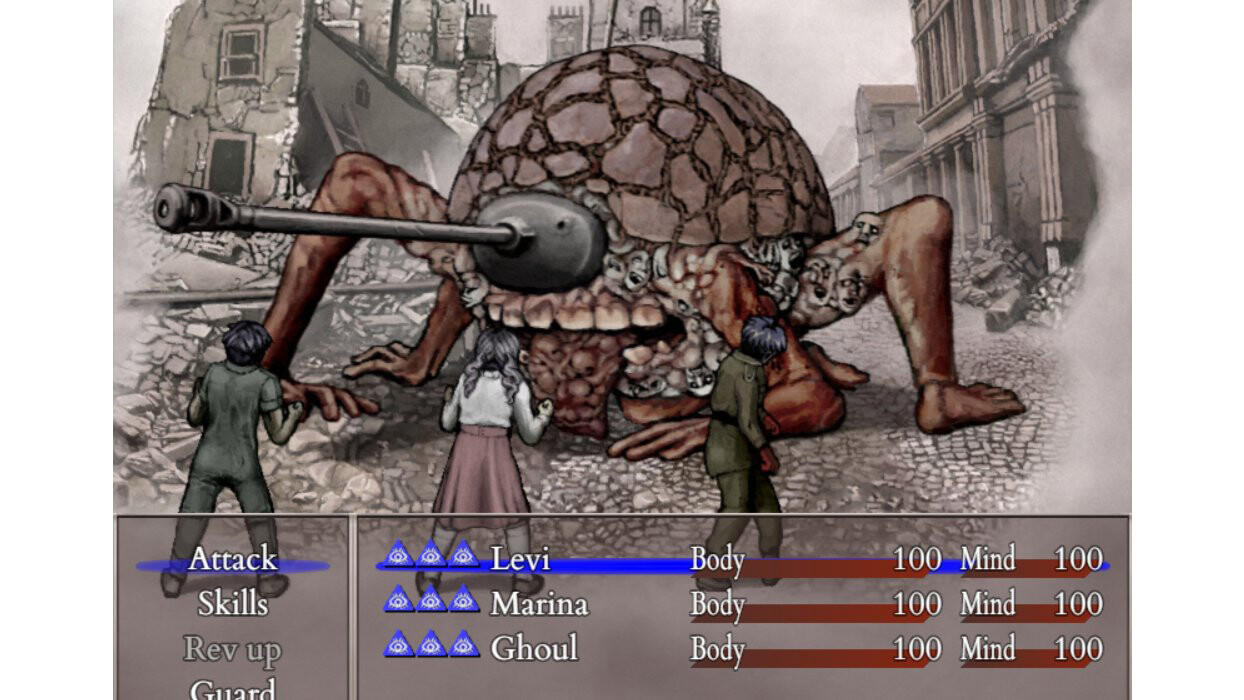 Attack
Skills
Rev up
Guard
Levi Body 100 Mind 100
Marina Body 100 Mind 100
Ghoul Body 100 Mind 100